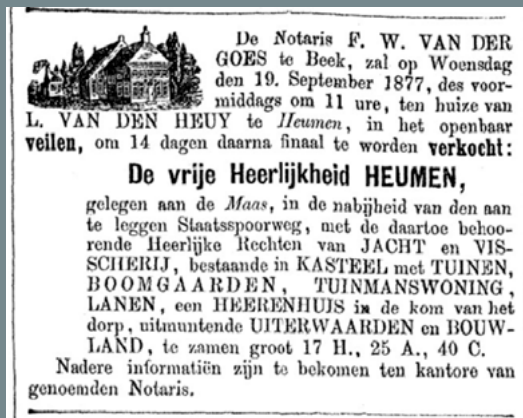 De Notaris F. W. VAN DER
GOES te Beek, zal op Woensdag
den 19. September 1877, des voor-
middags om 11 ure, ten huize van
L. VAN DEN HEUY te Heumen, in het openbaar
veilen, om 14 dagen daarna finaal te worden verkocht:
De vrije Heerlijkheid HEUMEN,
gelegen aan de Maas, in de nabijheid van den aan
te leggen Staatsspoorweg, met de daartoe behoo-
rende Heerlijke Rechten van JACHT en VIS-
SCHERIJ, bestaande in KASTEEL met TUINEN,
BOOMGAARDEN, TUINMANSWONING,
LANEN, een HEERENHUIS in de kom van het
dorp, uitmuntende UITERWAARDEN en BOUW-
LAND, te zamen groot 17 H., 25 A., 40 C.
Nadere informatiën zijn te bekomen ten kantore van
genoemden Notaris.